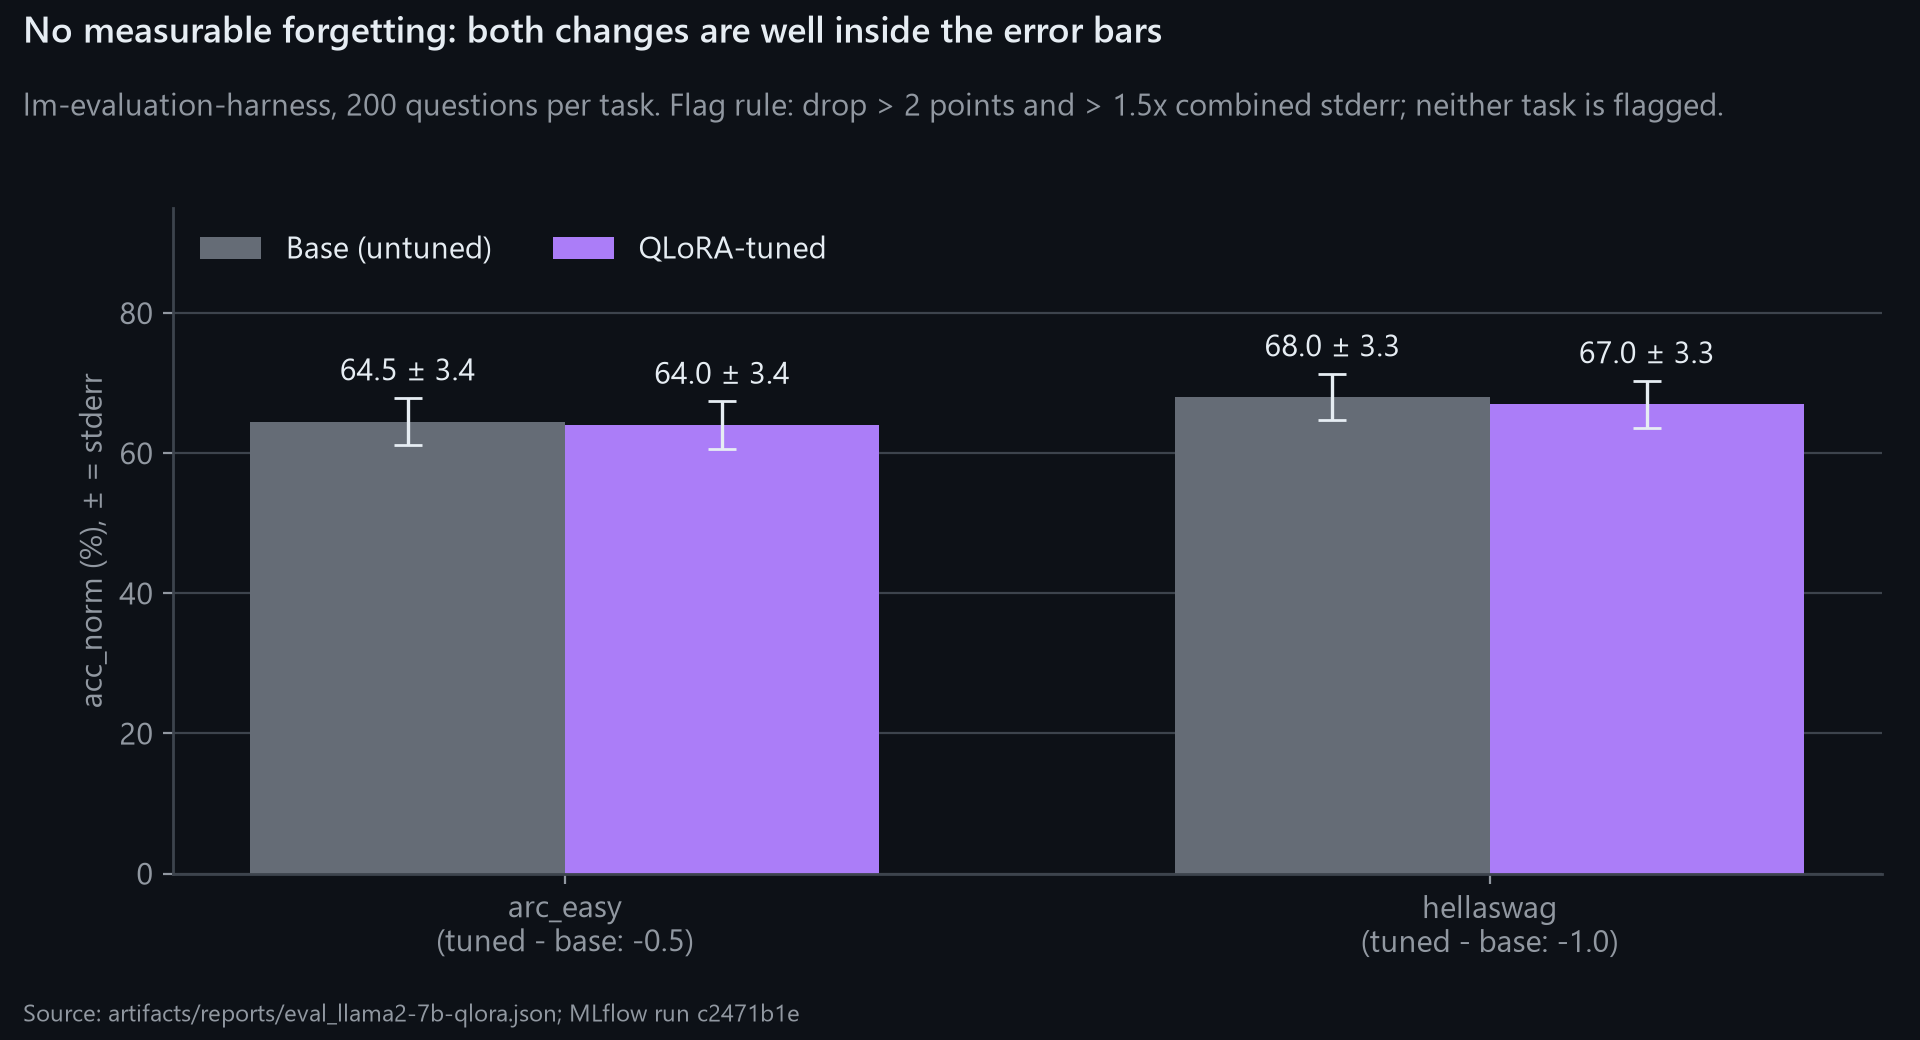 No measurable forgetting: both changes are well inside the error bars
lm-evaluation-harness, 200 questions per task. Flag rule: drop > 2 points and > 1.5x combined stderr; neither task is flagged.
Base (untuned)
QLoRA-tuned
acc_norm (%), ± = stderr
80
60
40
20
0
64.5 ± 3.4
64.0 ± 3.4
68.0 ± 3.3
67.0 ± 3.3
arc_easy
(tuned - base: -0.5)
hellaswag
(tuned - base: -1.0)
Source: artifacts/reports/eval_llama2-7b-qlora.json; MLflow run c2471b1e